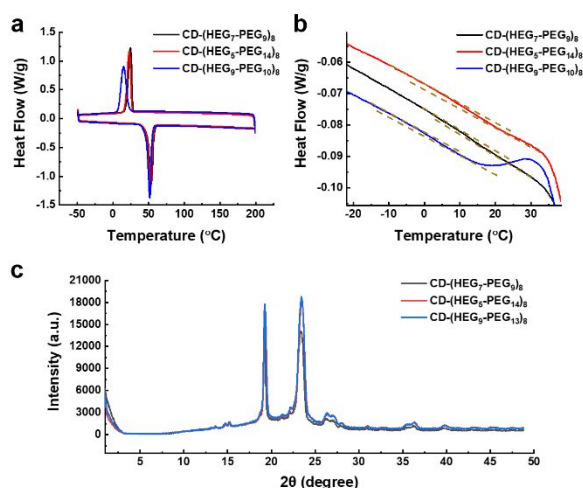 a
CD-(HEG7-PEG9)8
CD-(HEG5-PEG14)8
CD-(HEG9-PEG10)8
Heat Flow (W/g)
1.5
1.0
0.5
0.0
-0.5
-1.0
-1.5
-50 0 50 100 150 200
Temperature (°C)
b
CD-(HEG7-PEG9)8
CD-(HEG5-PEG14)8
CD-(HEG9-PEG10)8
Heat Flow (W/g)
-0.06
-0.08
-0.09
-0.10
-20 -10 0 10 20 30
Temperature (°C)
c
CD-(HEG7-PEG9)8
CD-(HEG5-PEG14)8
CD-(HEG9-PEG13)8
Intensity (a.u.)
21000
18000
15000
12000
9000
6000
3000
0
5 10 15 20 25 30 35 40 45 50
2θ (degree)